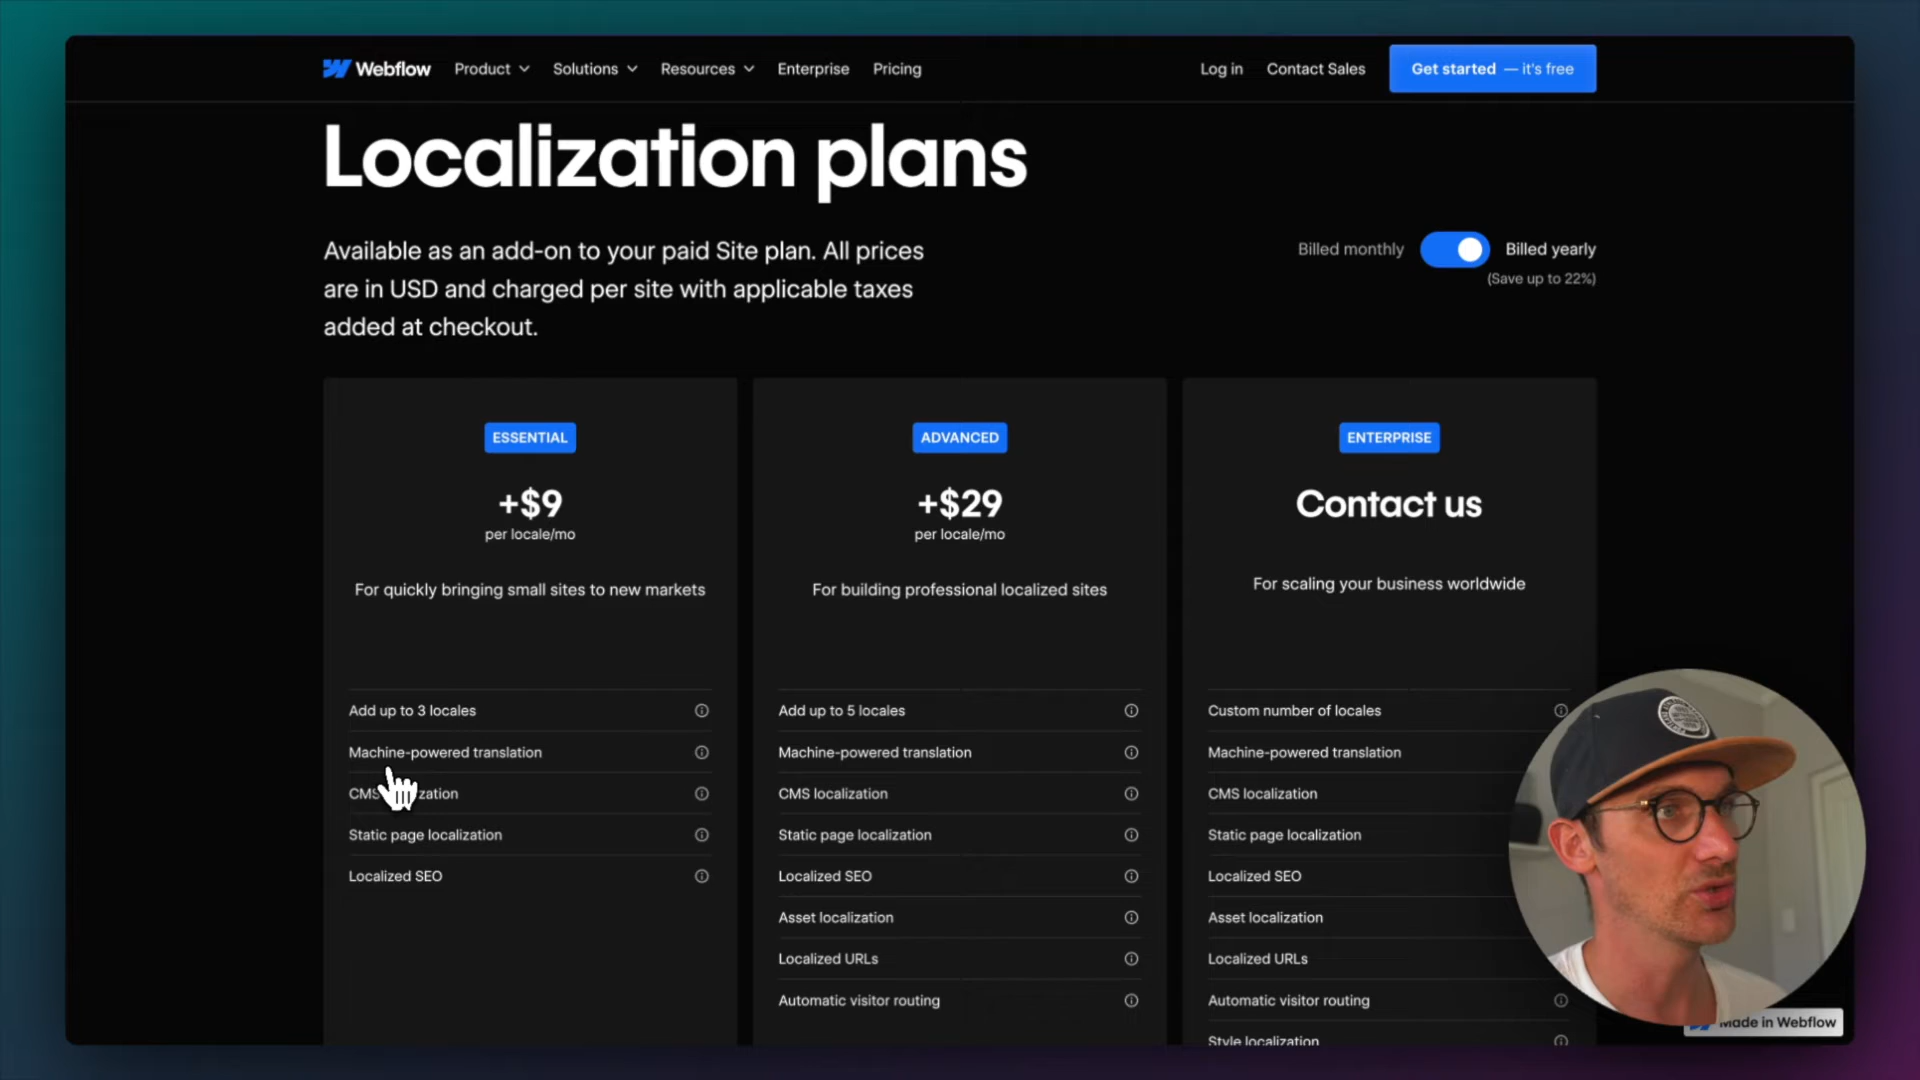 Webflow
Product
Solutions
Resources
Enterprise
Pricing
Log in
Contact Sales
Get started — it's free
Localization plans
Available as an add-on to your paid Site plan. All prices
are in USD and charged per site with applicable taxes
added at checkout.
Billed monthly
Billed yearly
(Save up to 22%)
ESSENTIAL
+$9
per locale/mo
For quickly bringing small sites to new markets
Add up to 3 locales
Machine-powered translation
CMS zation
Static page localization
Localized SEO
ADVANCED
+$29
per locale/mo
For building professional localized sites
Add up to 5 locales
Machine-powered translation
CMS localization
Static page localization
Localized SEO
Asset localization
Localized URLs
Automatic visitor routing
ENTERPRISE
Contact us
For scaling your business worldwide
Custom number of locales
Machine-powered translation
CMS localization
Static page localization
Localized SEO
Asset localization
Localized URLs
Automatic visitor routing
Style localization
Made in Webflow